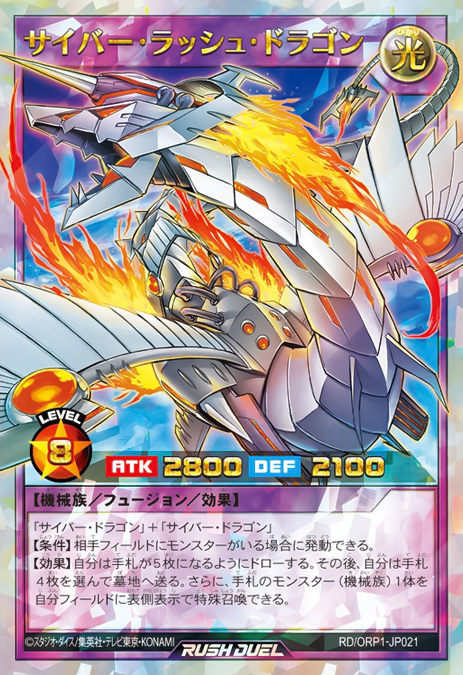 サイバー・ラッシュ・ドラゴン
ひかり
光
LEVEL
8
ATK 2800 DEF 2100
【機械族／フュージョン／効果】
「サイバー・ドラゴン」＋「サイバー・ドラゴン」
【条件】相手フィールドにモンスターがいる場合に発動できる。
【効果】自分は手札が５枚になるようにドローする。その後、自分は手札
４枚を選んで墓地へ送る。さらに、手札のモンスター（機械族）１体を
自分フィールドに表側表示で特殊召喚できる。
©スタジオ・ダイス/集英社・テレビ東京・KONAMI
RUSH DUEL
RD/ORP1-JP021